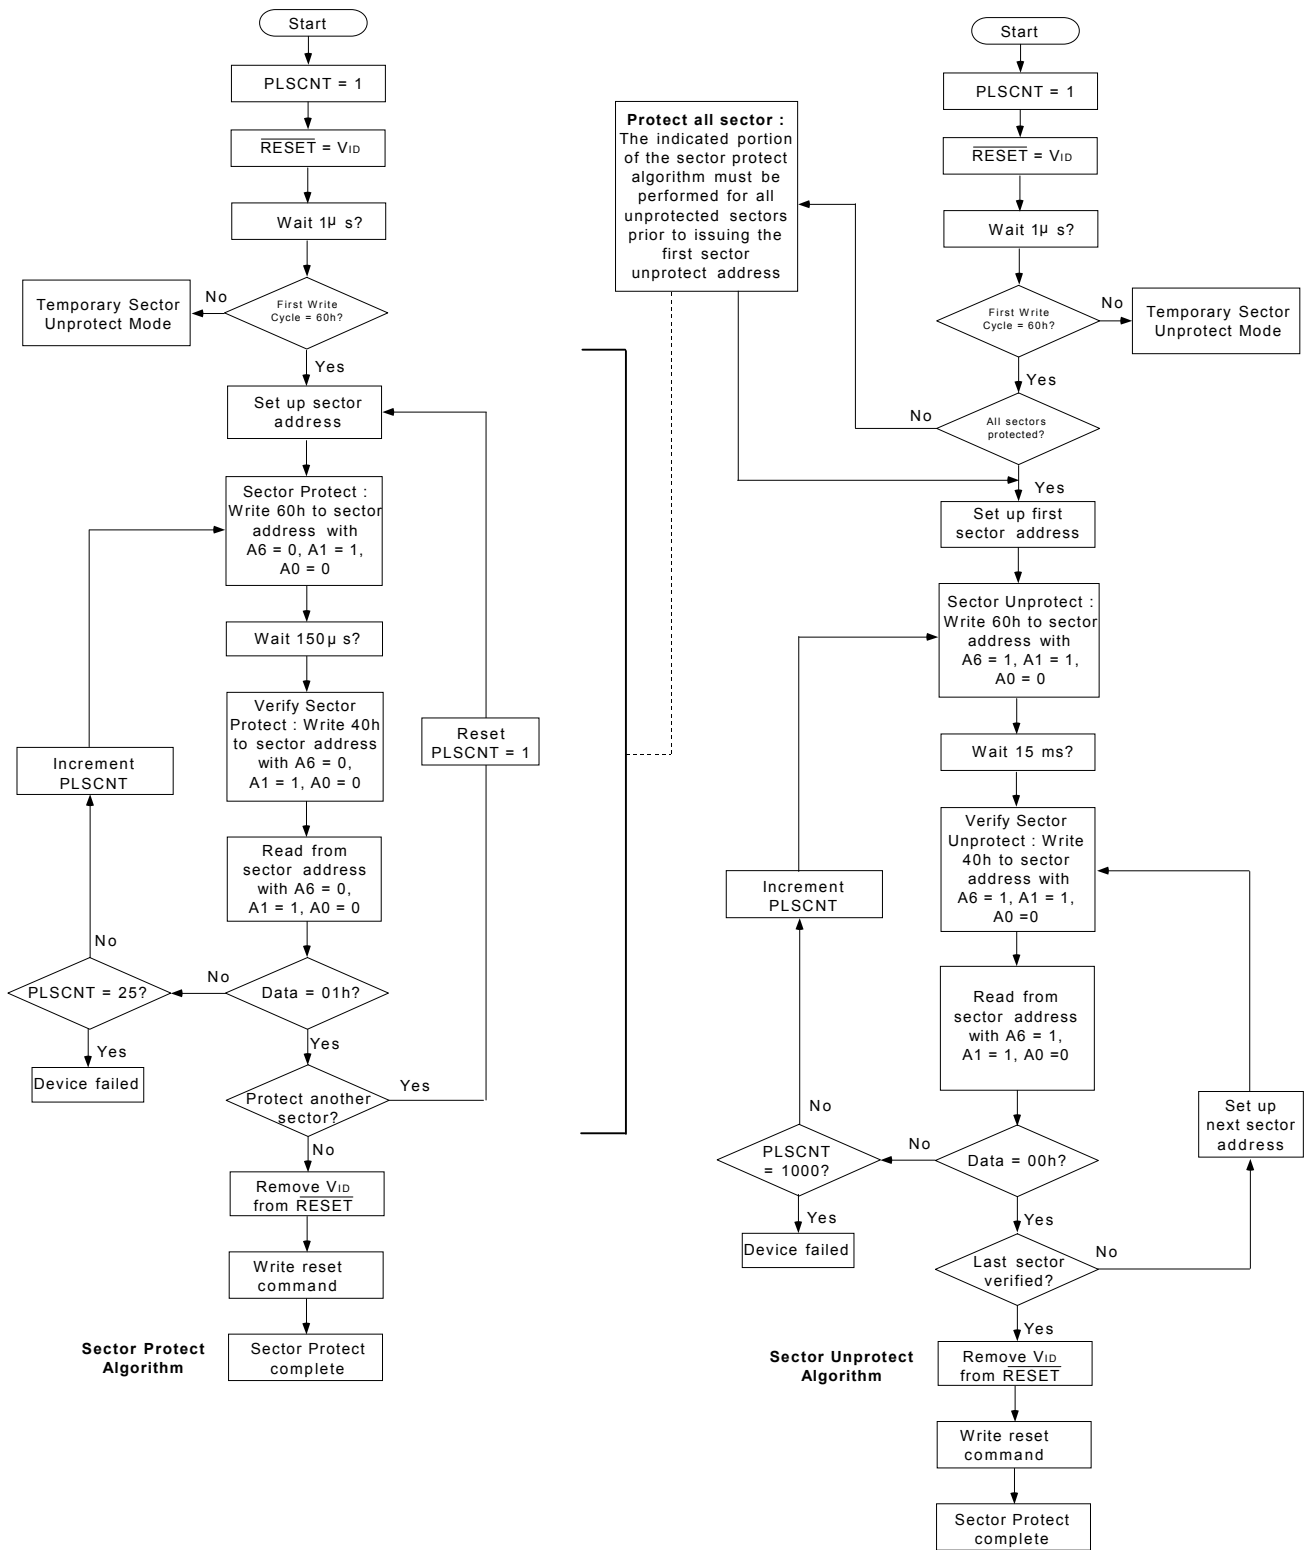 Start
PLSCNT = 1
RESET = VID
Wait 1µ s?
First Write
Cycle = 60h?
No
Temporary Sector
Unprotect Mode
Yes
Set up sector
address
Sector Protect :
Write 60h to sector
address with
A6 = 0, A1 = 1,
A0 = 0
Wait 150µ s?
Verify Sector
Protect : Write 40h
to sector address
with A6 = 0,
A1 = 1, A0 = 0
Reset
PLSCNT = 1
Increment
PLSCNT
Read from
sector address
with A6 = 0,
A1 = 1, A0 = 0
No
No
PLSCNT = 25?
Data = 01h?
Yes
Yes
Device failed
Protect another
sector?
Yes
No
Remove VID
from RESET
Write reset
command
Sector Protect
complete
Sector Protect
Algorithm
Protect all sector :
The indicated portion
of the sector protect
algorithm must be
performed for all
unprotected sectors
prior to issuing the
first sector
unprotect address
Start
PLSCNT = 1
RESET = VID
Wait 1µ s?
First Write
Cycle = 60h?
No
Temporary Sector
Unprotect Mode
Yes
No
All sectors
protected?
Yes
Set up first
sector address
Sector Unprotect :
Write 60h to sector
address with
A6 = 1, A1 = 1,
A0 = 0
Wait 15 ms?
Verify Sector
Unprotect : Write
40h to sector
address with
A6 = 1, A1 = 1,
A0 =0
Increment
PLSCNT
Read from
sector address
with A6 = 1,
A1 = 1, A0 =0
No
Set up
next sector
address
No
PLSCNT
= 1000?
Data = 00h?
Yes
Yes
Device failed
Last sector
verified?
No
Yes
Sector Unprotect
Algorithm
Remove VID
from RESET
Write reset
command
Sector Protect
complete